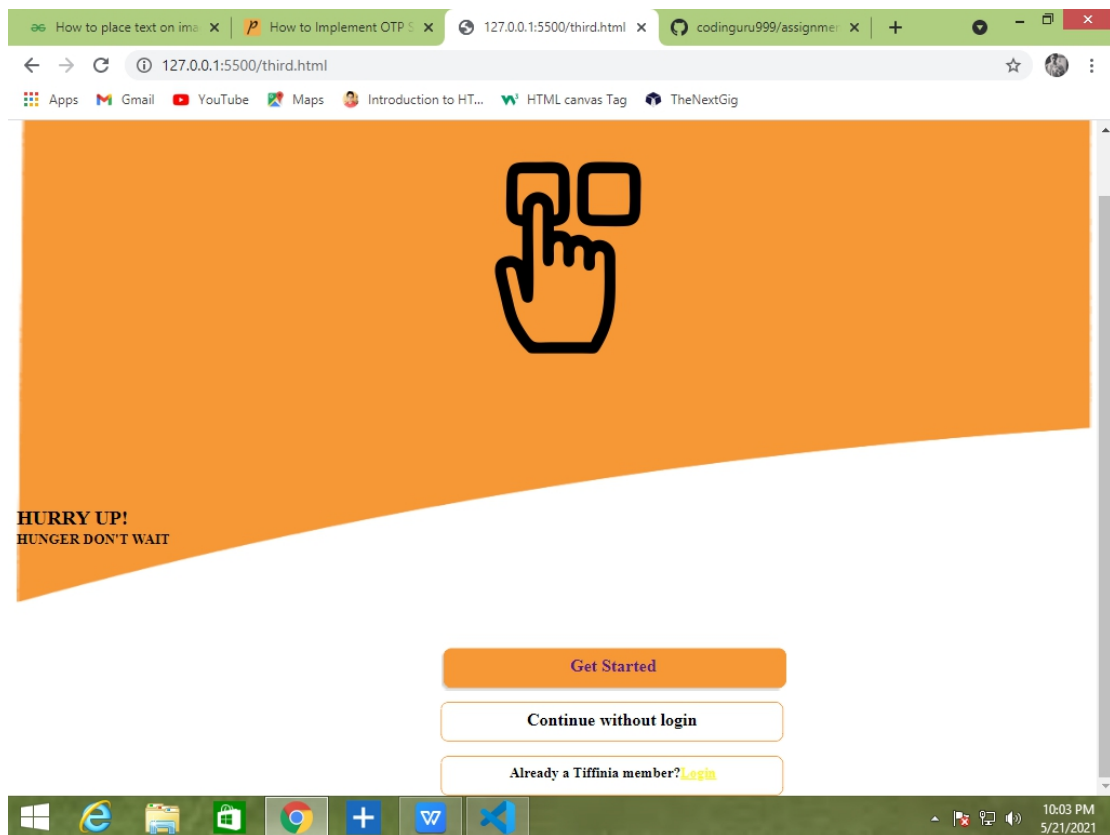 How to place text on ima
How to Implement OTP S
127.0.0.1:5500/third.html
codinguru999/assignmen
127.0.0.1:5500/third.html
Apps
Gmail
YouTube
Maps
Introduction to HT...
HTML canvas Tag
TheNextGig
HURRY UP!
HUNGER DON'T WAIT
Get Started
Continue without login
Already a Tiffinia member?Login
10:03 PM
5/21/2021